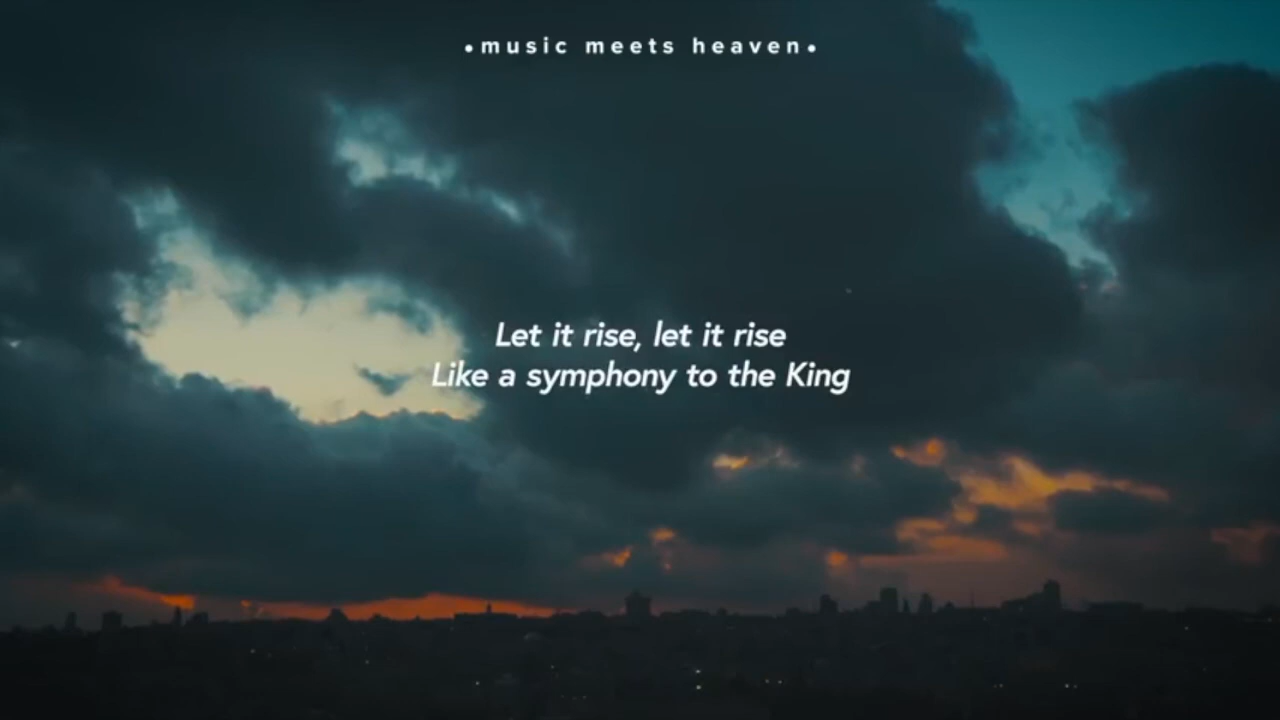 •music meets heaven•
Let it rise, let it rise
Like a symphony to the King